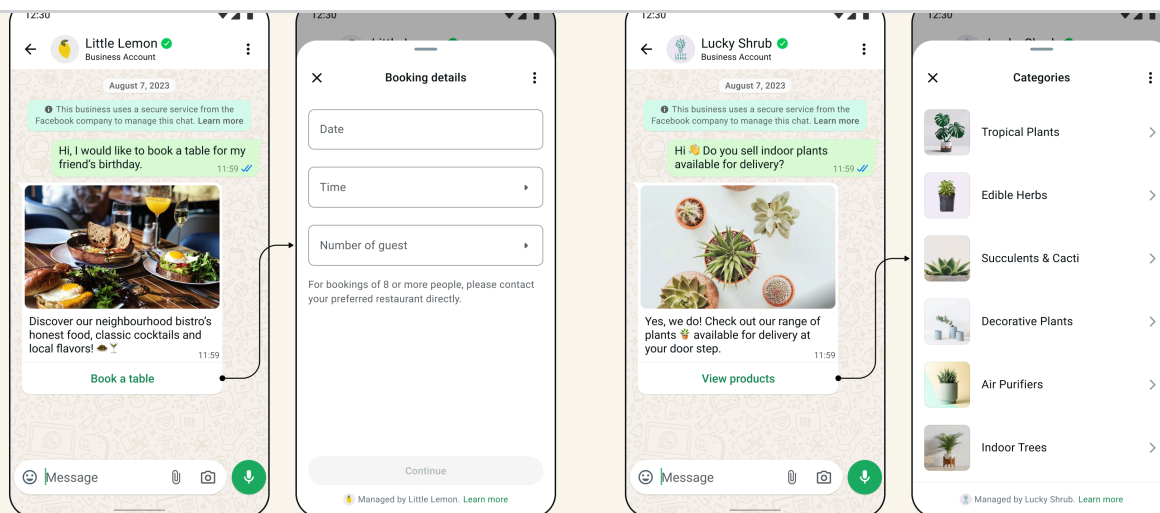 12:30
Little Lemon
Business Account
August 7, 2023
This business uses a secure service from the
Facebook company to manage this chat. Learn more
Hi, I would like to book a table for my
friend's birthday.
11:59
Discover our neighbourhood bistro's
honest food, classic cocktails and
local flavors!
11:59
Book a table
Message
12:30
Booking details
Date
Time
Number of guest
For bookings of 8 or more people, please contact
your preferred restaurant directly.
Continue
Managed by Little Lemon. Learn more
12:30
Lucky Shrub
Business Account
August 7, 2023
This business uses a secure service from the
Facebook company to manage this chat. Learn more
Hi 👋 Do you sell indoor plants
available for delivery?
11:59
Yes, we do! Check out our range of
plants 🪴 available for delivery at
your door step.
11:59
View products
Message
12:30
Categories
Tropical Plants
Edible Herbs
Succulents & Cacti
Decorative Plants
Air Purifiers
Indoor Trees
Managed by Lucky Shrub. Learn more